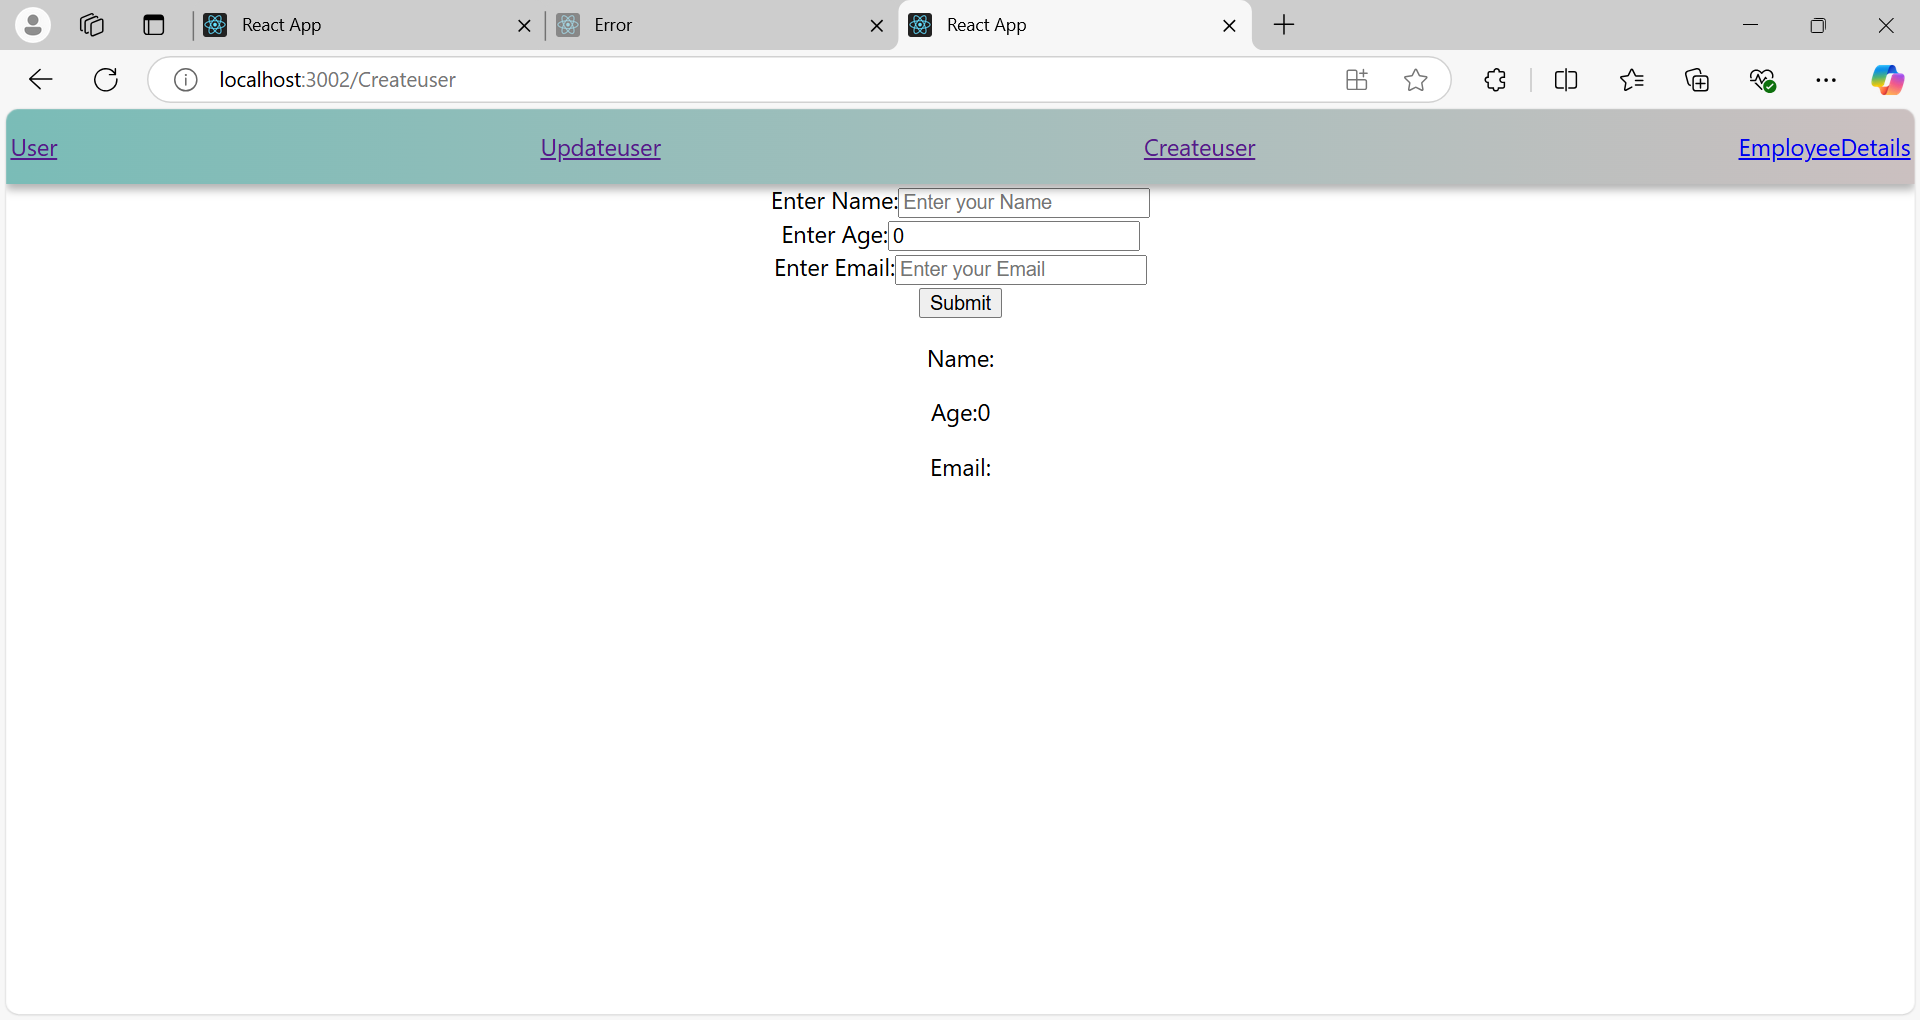 React App
Error
React App
localhost:3002/Createuser
User Updateuser Createuser EmployeeDetails
Enter Name: Enter your Name
Enter Age: 0
Enter Email: Enter your Email
Submit
Name:
Age:0
Email: